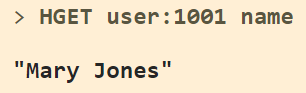 > HGET user:1001 name
"Mary Jones"